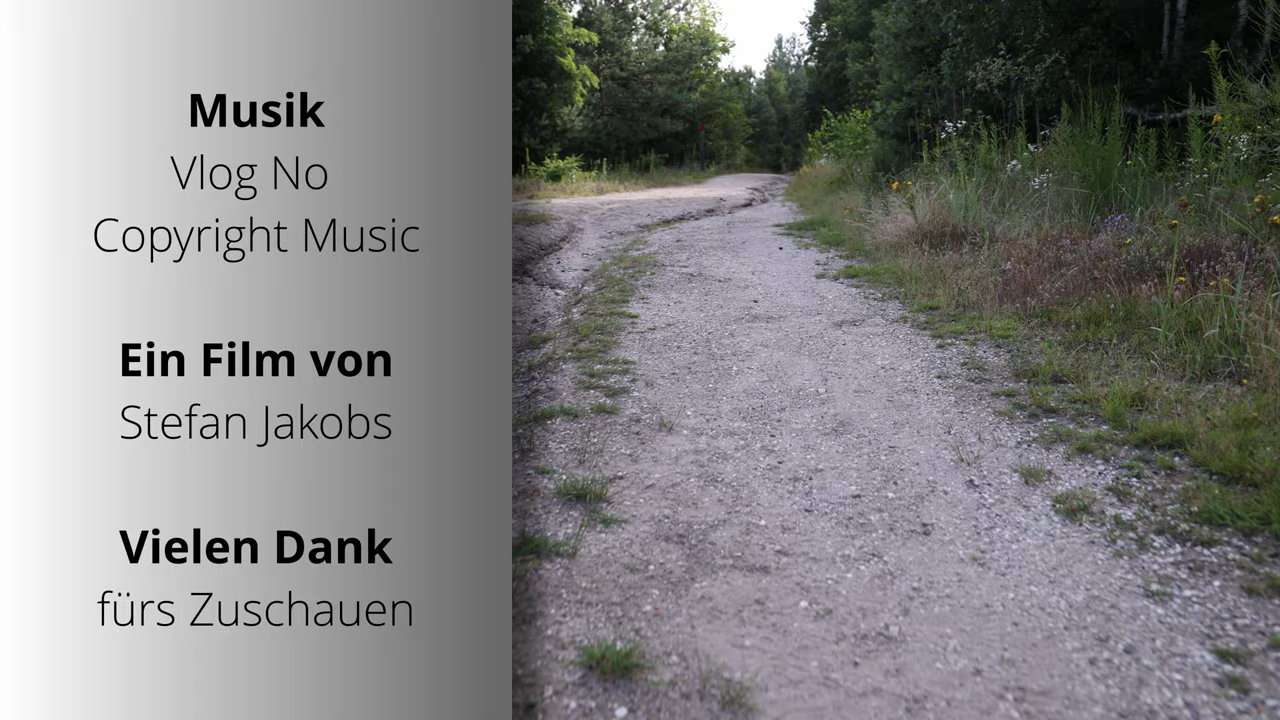 Musik
Vlog No
Copyright Music
Ein Film von
Stefan Jakobs
Vielen Dank
fürs Zuschauen